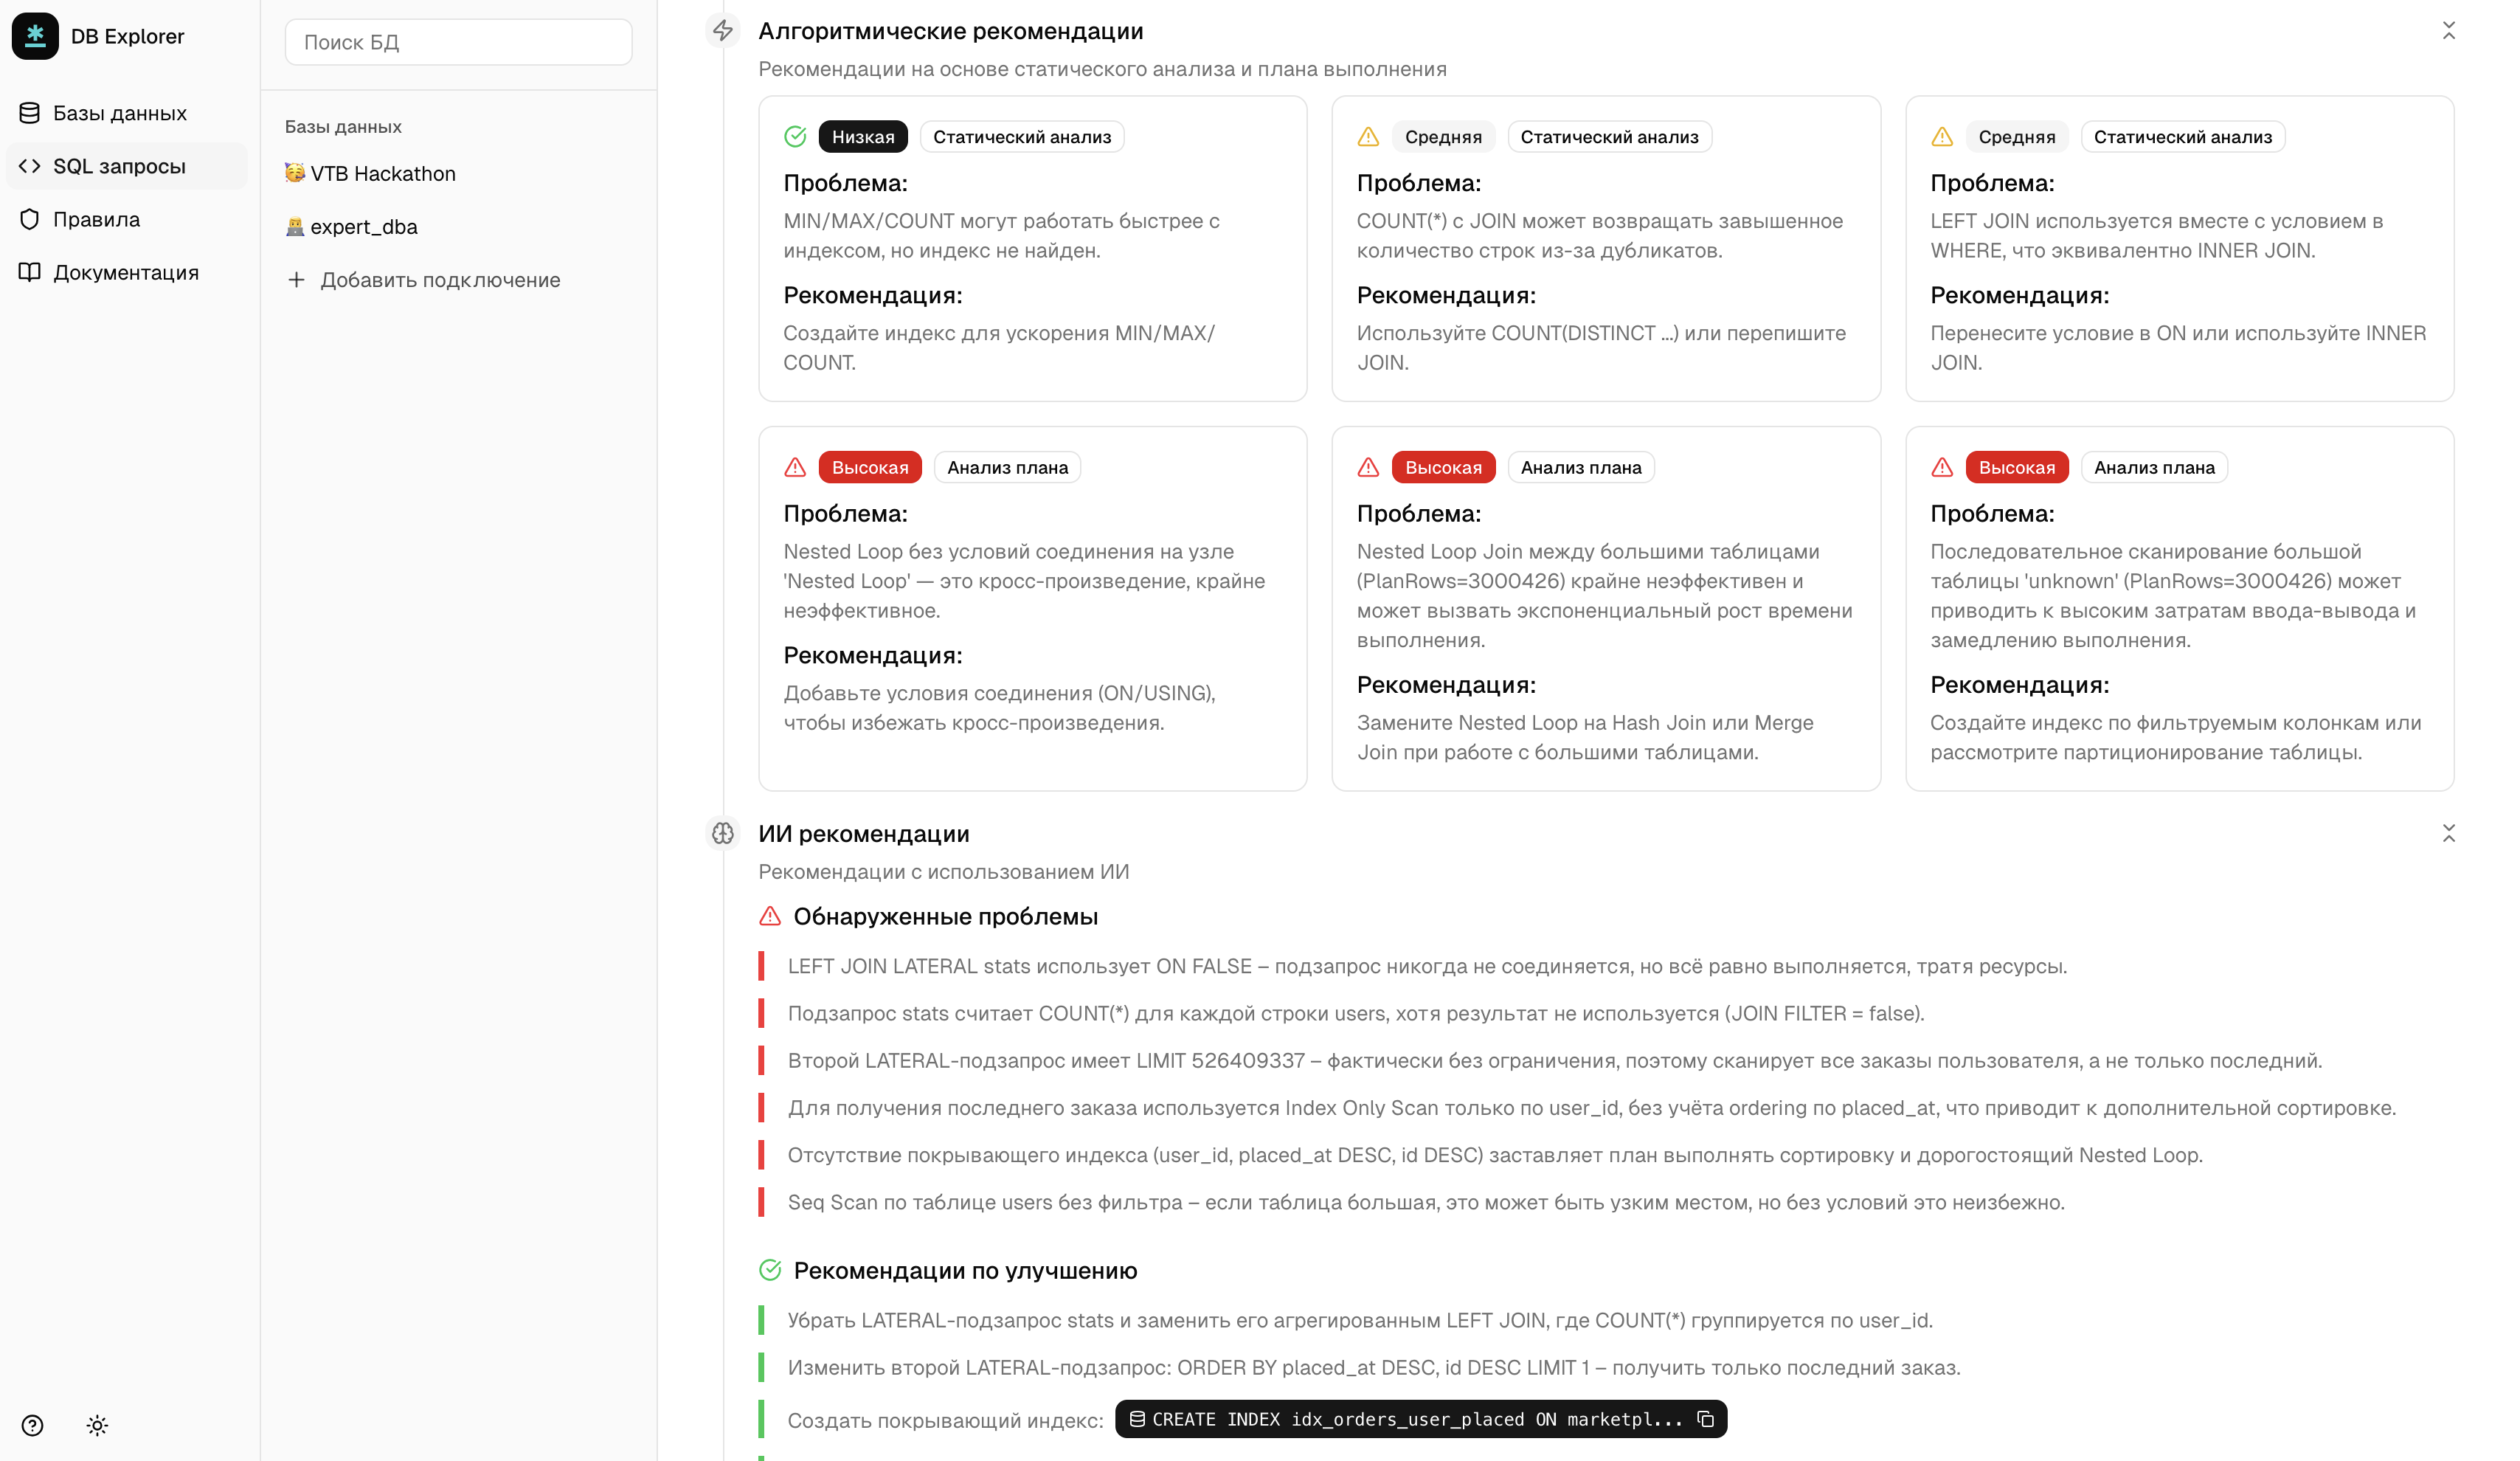 DB Explorer
Базы данных
SQL запросы
Правила
Документация
Поиск БД
Базы данных
VTB Hackathon
expert_dba
Добавить подключение
Алгоритмические рекомендации
Рекомендации на основе статического анализа и плана выполнения
Низкая
Статический анализ
Проблема:
MIN/MAX/COUNT могут работать быстрее с
индексом, но индекс не найден.
Рекомендация:
Создайте индекс для ускорения MIN/MAX/
COUNT.
Средняя
Статический анализ
Проблема:
COUNT(*) с JOIN может возвращать завышенное
количество строк из-за дубликатов.
Рекомендация:
Используйте COUNT(DISTINCT ...) или перепишите
JOIN.
Средняя
Статический анализ
Проблема:
LEFT JOIN используется вместе с условием в
WHERE, что эквивалентно INNER JOIN.
Рекомендация:
Перенесите условие в ON или используйте INNER
JOIN.
Высокая
Анализ плана
Проблема:
Nested Loop без условий соединения на узле
'Nested Loop' — это кросс-произведение, крайне
неэффективное.
Рекомендация:
Добавьте условия соединения (ON/USING),
чтобы избежать кросс-произведения.
Высокая
Анализ плана
Проблема:
Nested Loop Join между большими таблицами
(PlanRows=3000426) крайне неэффективен и
может вызвать экспоненциальный рост времени
выполнения.
Рекомендация:
Замените Nested Loop на Hash Join или Merge
Join при работе с большими таблицами.
Высокая
Анализ плана
Проблема:
Последовательное сканирование большой
таблицы 'unknown' (PlanRows=3000426) может
приводить к высоким затратам ввода-вывода и
замедлению выполнения.
Рекомендация:
Создайте индекс по фильтруемым колонкам или
рассмотрите партиционирование таблицы.
ИИ рекомендации
Рекомендации с использованием ИИ
Обнаруженные проблемы
LEFT JOIN LATERAL stats использует ON FALSE – подзапрос никогда не соединяется, но всё равно выполняется, тратя ресурсы.
Подзапрос stats считает COUNT(*) для каждой строки users, хотя результат не используется (JOIN FILTER = false).
Второй LATERAL-подзапрос имеет LIMIT 526409337 – фактически без ограничения, поэтому сканирует все заказы пользователя, а не только последний.
Для получения последнего заказа используется Index Only Scan только по user_id, без учёта ordering по placed_at, что приводит к дополнительной сортировке.
Отсутствие покрывающего индекса (user_id, placed_at DESC, id DESC) заставляет план выполнять сортировку и дорогостоящий Nested Loop.
Seq Scan по таблице users без фильтра – если таблица большая, это может быть узким местом, но без условий это неизбежно.
Рекомендации по улучшению
Убрать LATERAL-подзапрос stats и заменить его агрегированным LEFT JOIN, где COUNT(*) группируется по user_id.
Изменить второй LATERAL-подзапрос: ORDER BY placed_at DESC, id DESC LIMIT 1 – получить только последний заказ.
Создать покрывающий индекс: CREATE INDEX idx_orders_user_placed ON marketpl...